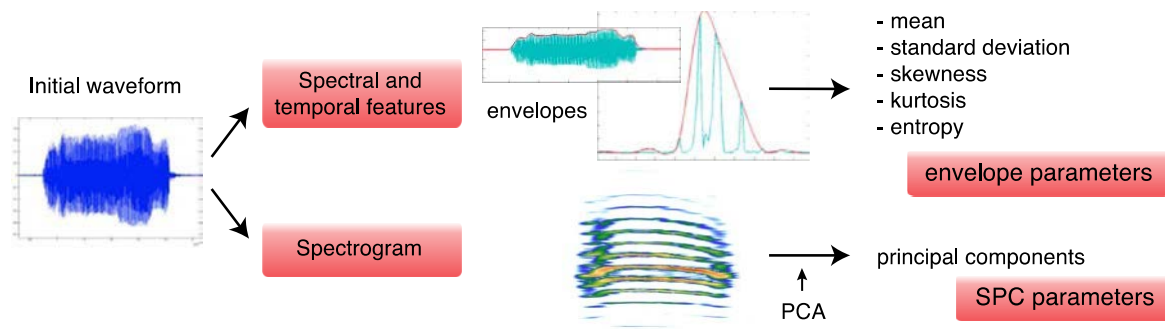 Initial waveform
Spectral and
temporal features
envelopes
- mean
- standard deviation
- skewness
- kurtosis
- entropy
envelope parameters
Spectrogram
PCA
principal components
SPC parameters